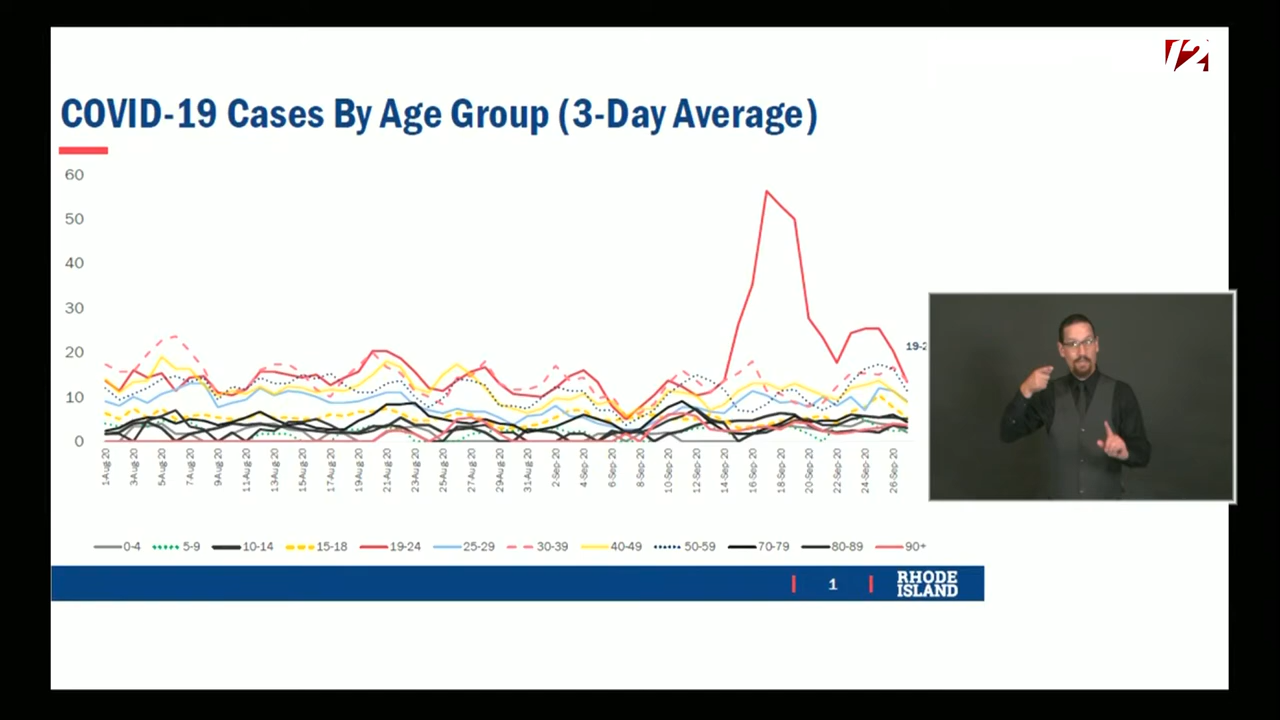 12
COVID-19 Cases By Age Group (3-Day Average)
60
50
40
30
20
10
0
19-2
1-Aug-20
3-Aug-20
5-Aug-20
7-Aug-20
9-Aug-20
11-Aug-20
13-Aug-20
15-Aug-20
17-Aug-20
19-Aug-20
21-Aug-20
23-Aug-20
25-Aug-20
27-Aug-20
29-Aug-20
31-Aug-20
2-Sep-20
4-Sep-20
6-Sep-20
8-Sep-20
10-Sep-20
12-Sep-20
14-Sep-20
16-Sep-20
18-Sep-20
20-Sep-20
22-Sep-20
24-Sep-20
26-Sep-20
0-4 5-9 10-14 15-18 19-24 25-29 30-39 40-49 50-59 70-79 80-89 90+
1
RHODE
ISLAND